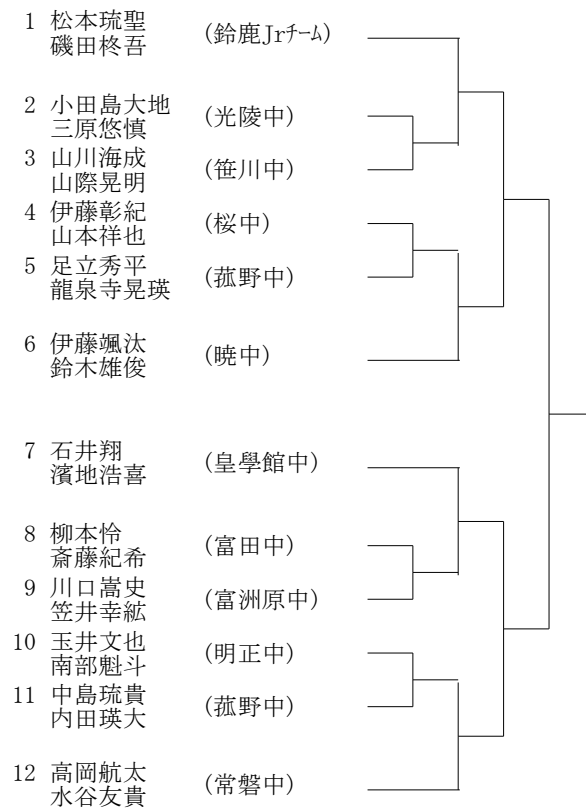 1 松本琉聖 (鈴鹿Jrﾁｰﾑ)
磯田柊吾
2 小田島大地 (光陵中)
三原悠慎
3 山川海成 (笹川中)
山際晃明
4 伊藤彰紀 (桜中)
山本祥也
5 足立秀平 (菰野中)
龍泉寺晃瑛
6 伊藤颯汰 (暁中)
鈴木雄俊
7 石井翔 (皇學館中)
濱地浩喜
8 柳本怜 (富田中)
斎藤紀希
9 川口嵩史 (富洲原中)
笠井幸紘
10 玉井文也 (明正中)
南部魁斗
11 中島琉貴 (菰野中)
内田瑛大
12 高岡航太 (常磐中)
水谷友貴